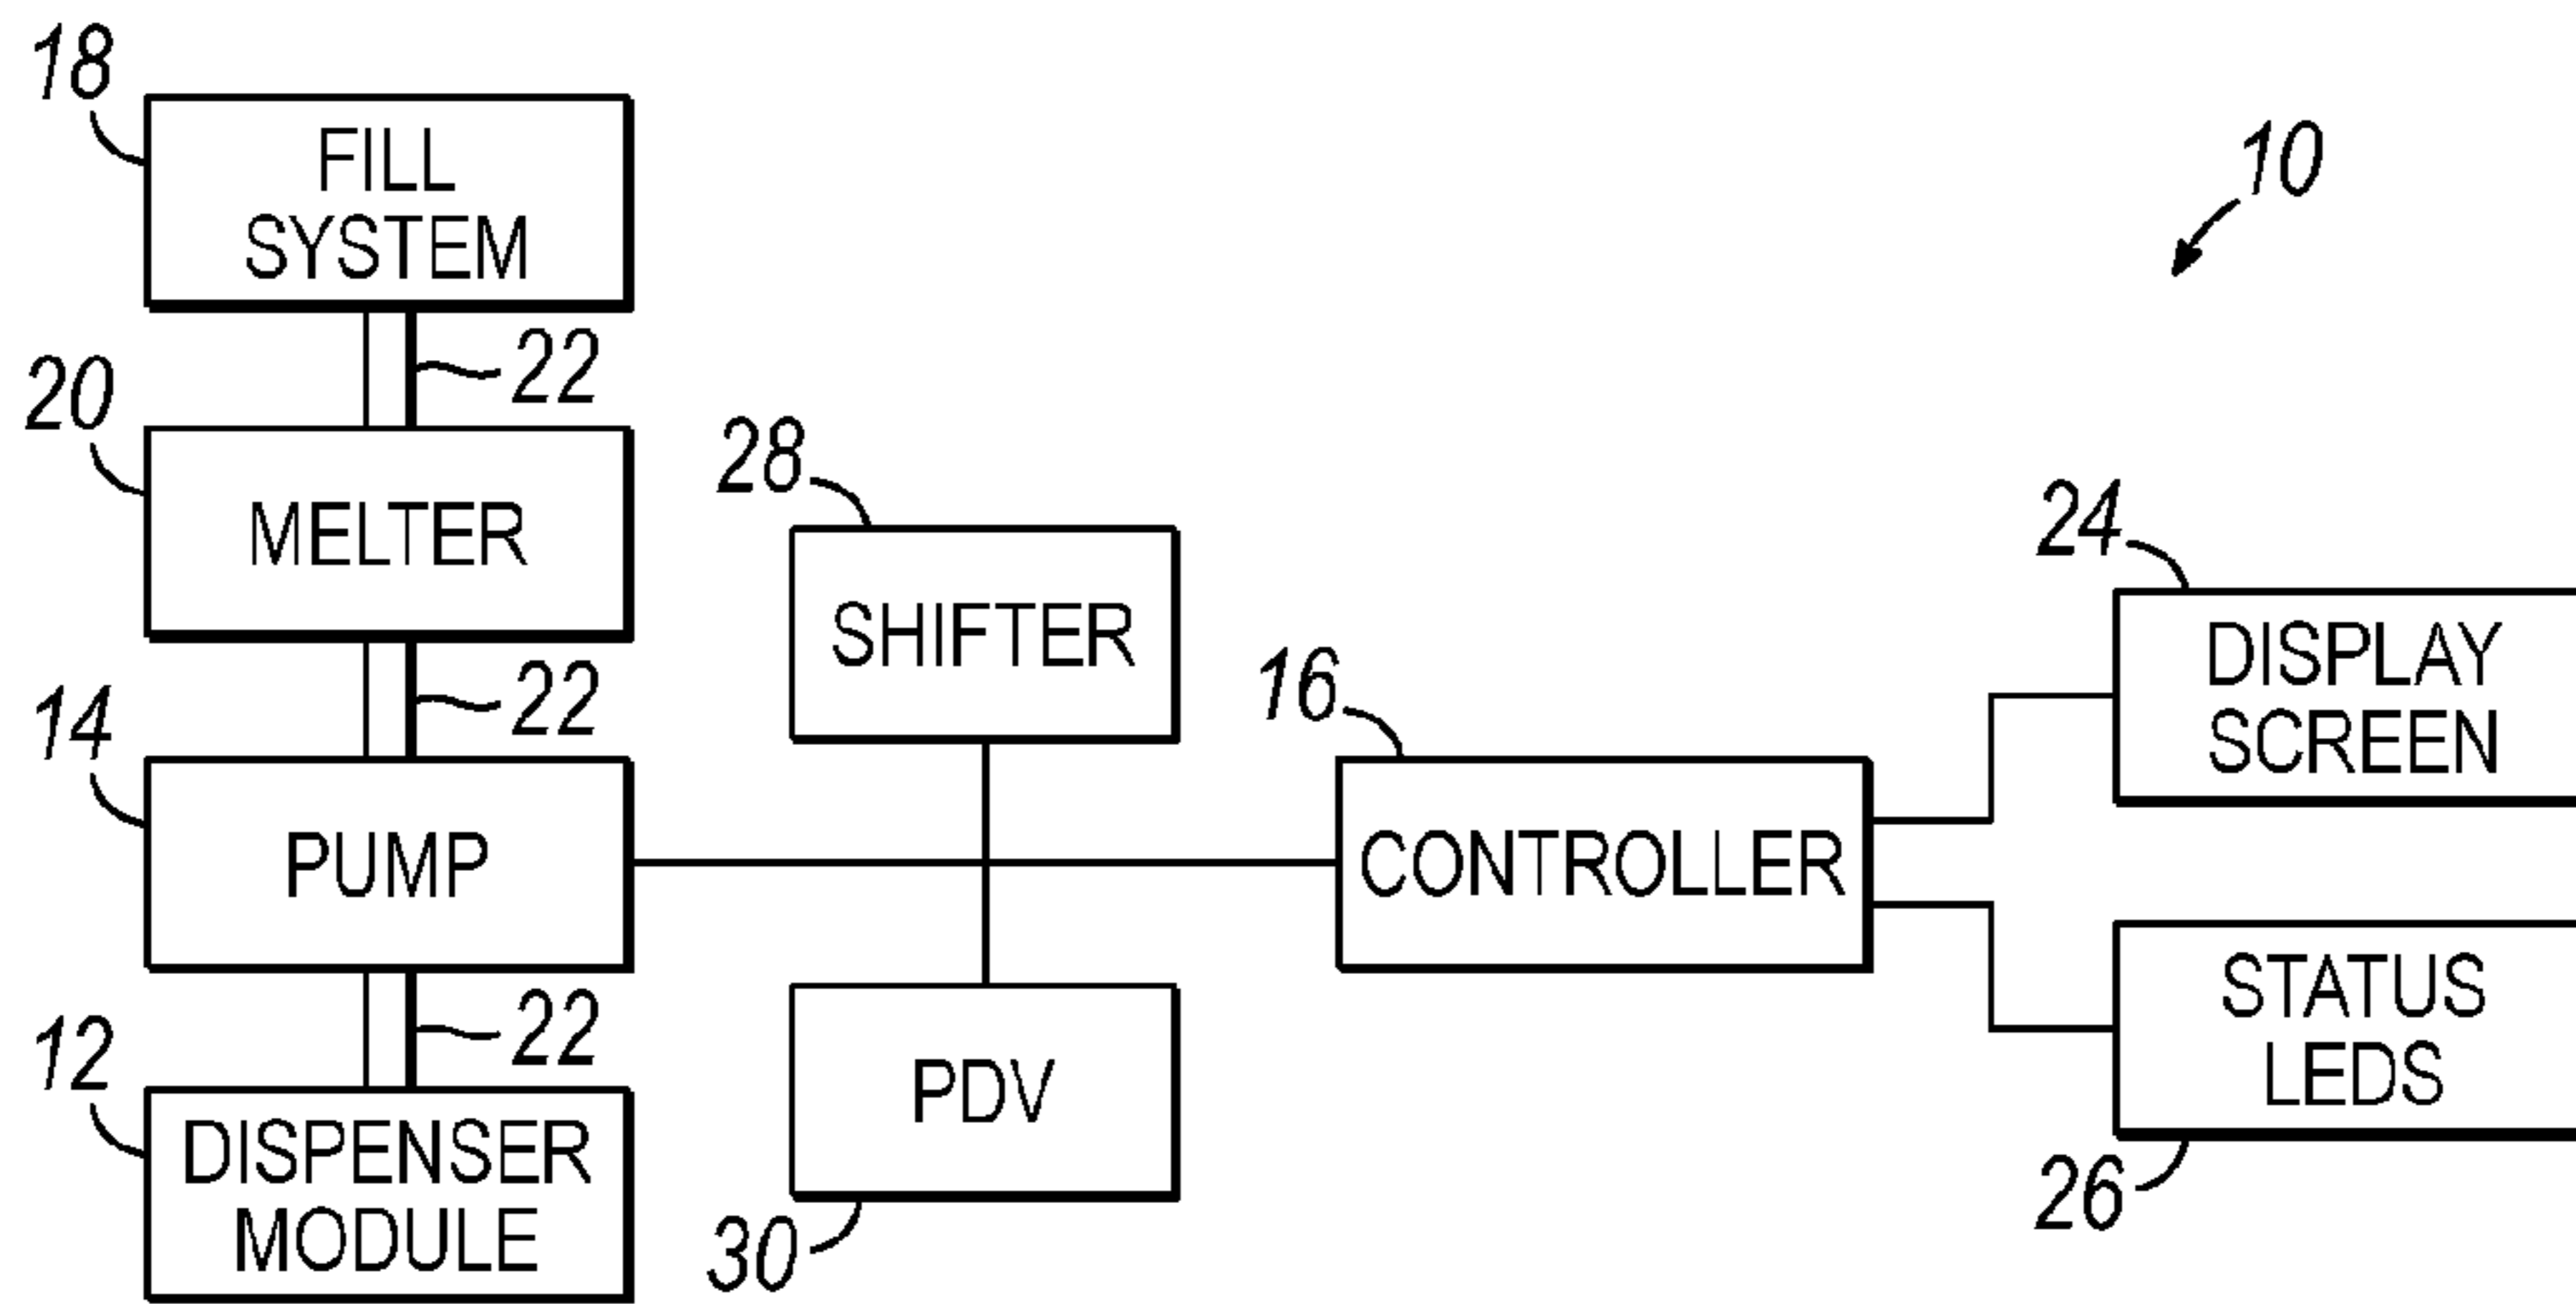 18
FILL
SYSTEM
10
22
20
MELTER
28
SHIFTER
24
DISPLAY
SCREEN
22
14
PUMP
16
CONTROLLER
22
12
DISPENSER
MODULE
PDV
30
STATUS
LEDS
26